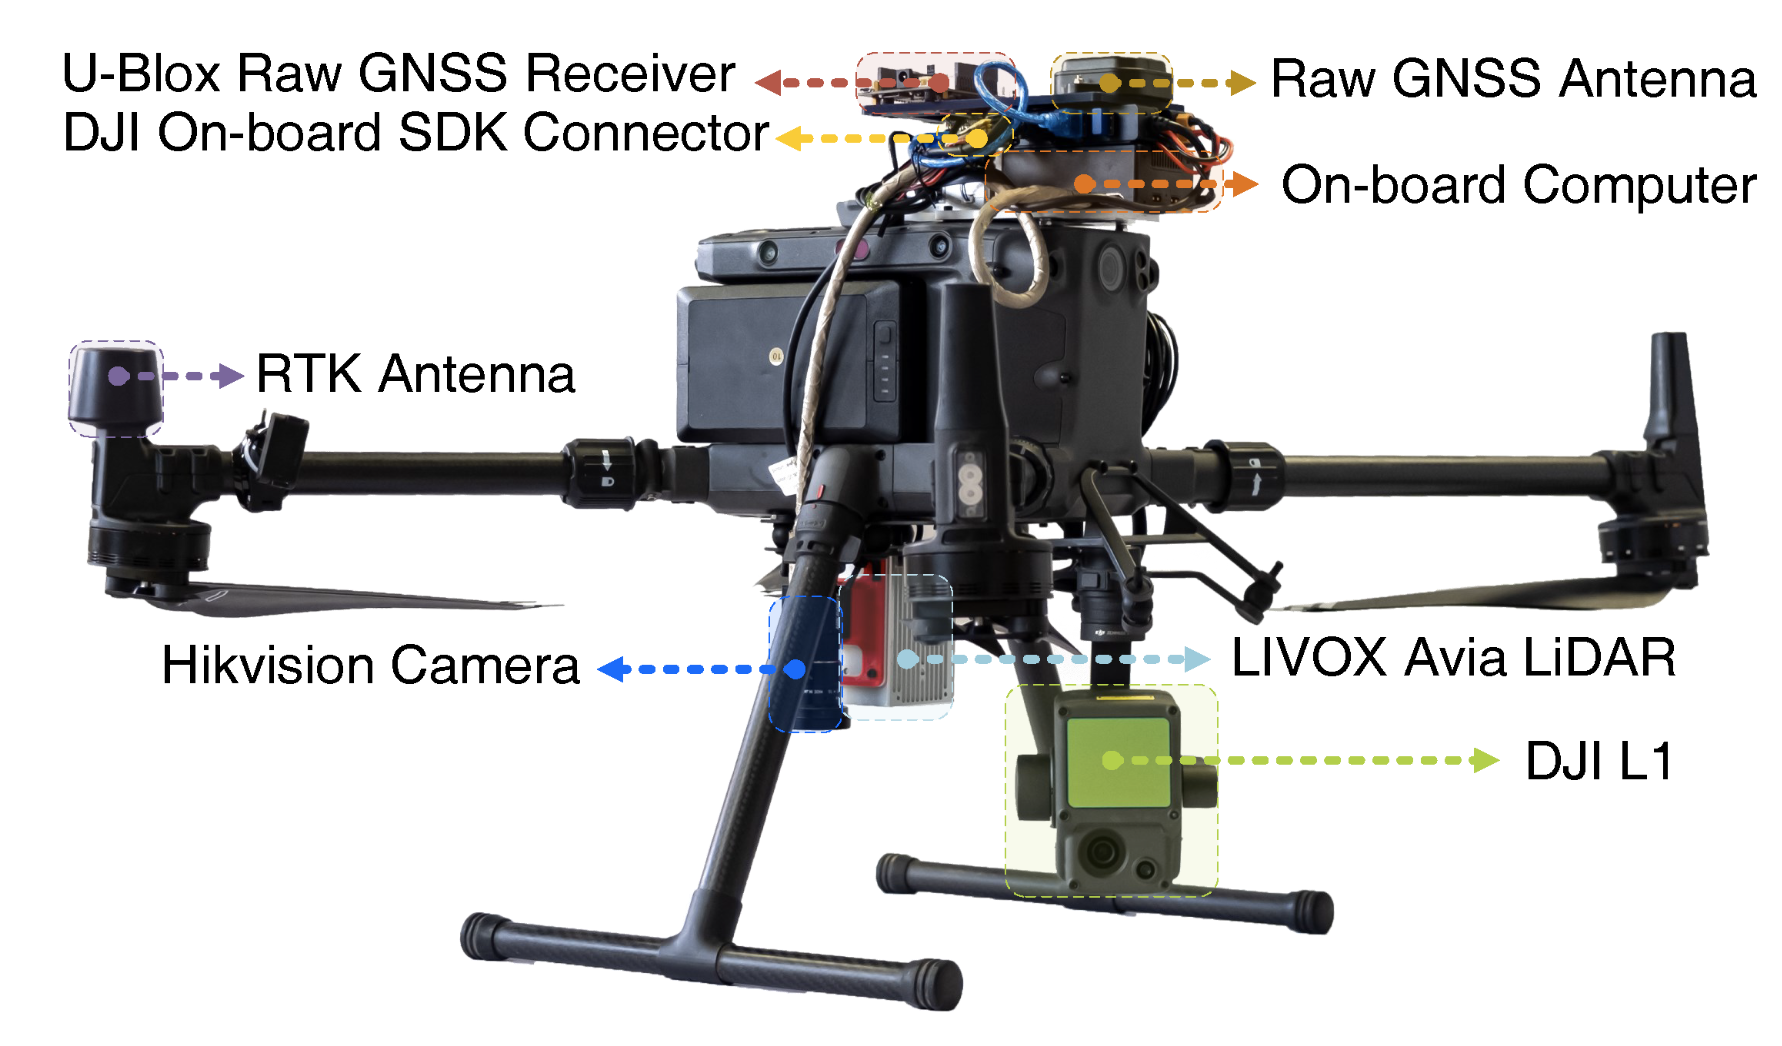 U-Blox Raw GNSS Receiver
Raw GNSS Antenna
DJI On-board SDK Connector
On-board Computer
RTK Antenna
10
Hikvision Camera
LIVOX Avia LiDAR
DJI L1